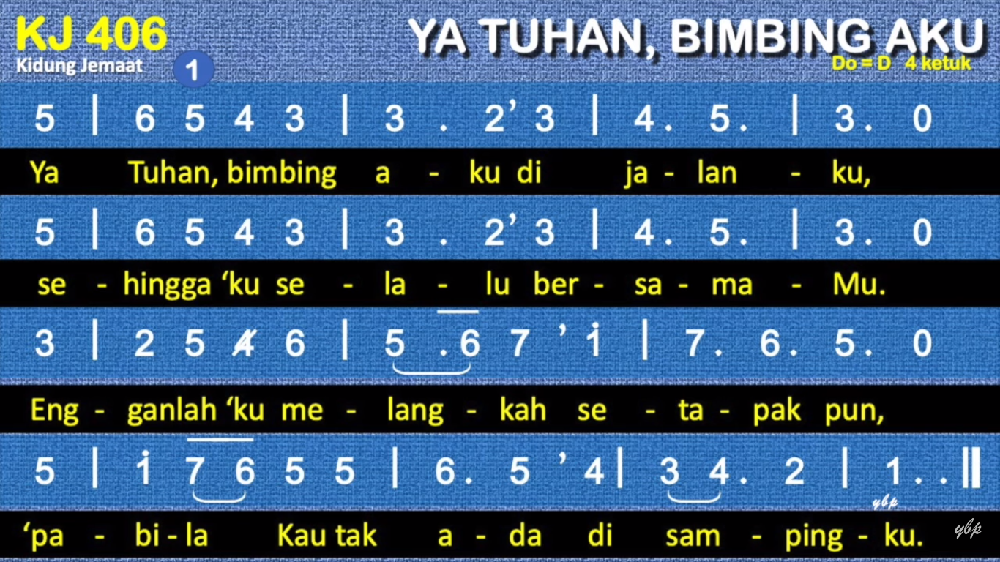 KJ 406
YA TUHAN, BIMBING AKU
Kidung Jemaat
1
Do = D 4 ketuk
5 | 6 5 4 3 | 3 . 2’ 3 | 4 . 5 . | 3 . 0
Ya Tuhan, bimbing a - ku di ja - lan - ku,
5 | 6 5 4 3 | 3 . 2’ 3 | 4 . 5 . | 3 . 0
se - hingga ‘ku se - la - lu ber - sa - ma - Mu.
3 | 2 5 4̸ 6 | 5 . 6 7 ’ 1̇ | 7 . 6 . 5 . 0
Eng - ganlah ‘ku me - lang - kah se - ta - pak pun,
5 | 1̇ 7 6 5 5 | 6 . 5 ’ 4 | 3 4 . 2 | 1 . . ||
ybp
‘pa - bi - la Kau tak a - da di sam - ping - ku.
ybp